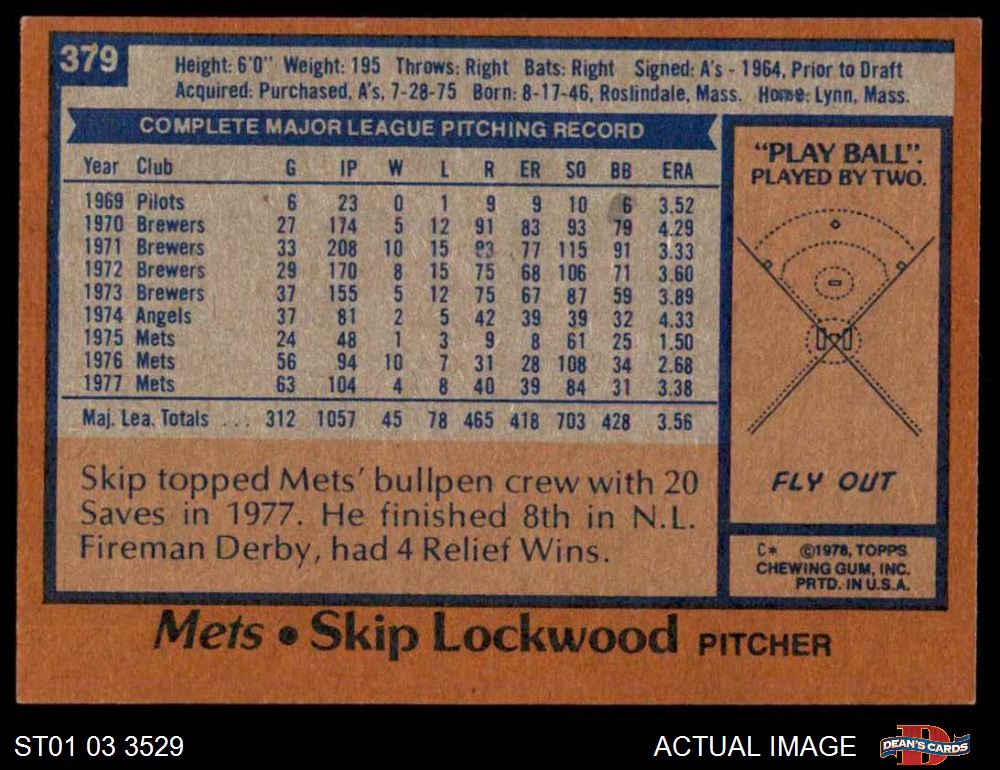 379
Height: 6'0" Weight: 195 Throws: Right Bats: Right Signed: A's - 1964, Prior to Draft
Acquired: Purchased, A's, 7-28-75 Born: 8-17-46, Roslindale, Mass. Home: Lynn, Mass.
COMPLETE MAJOR LEAGUE PITCHING RECORD
Year Club G IP W L R ER SO BB ERA
1969 Pilots 6 23 0 1 9 9 10 6 3.52
1970 Brewers 27 174 5 12 91 83 93 79 4.29
1971 Brewers 33 208 10 15 83 77 115 91 3.33
1972 Brewers 29 170 8 15 75 68 106 71 3.60
1973 Brewers 37 155 5 12 75 67 87 59 3.89
1974 Angels 37 81 2 5 42 39 39 32 4.33
1975 Mets 24 48 1 3 9 8 61 25 1.50
1976 Mets 56 94 10 7 31 28 108 34 2.68
1977 Mets 63 104 4 8 40 39 84 31 3.38
Maj. Lea. Totals ... 312 1057 45 78 465 418 703 428 3.56
Skip topped Mets' bullpen crew with 20
Saves in 1977. He finished 8th in N.L.
Fireman Derby, had 4 Relief Wins.
"PLAY BALL".
PLAYED BY TWO.
FLY OUT
C* ©1978, TOPPS
CHEWING GUM, INC.
PRTD. IN U.S.A.
Mets • Skip Lockwood PITCHER
ST01 03 3529
ACTUAL IMAGE
D
DEAN'S CARDS